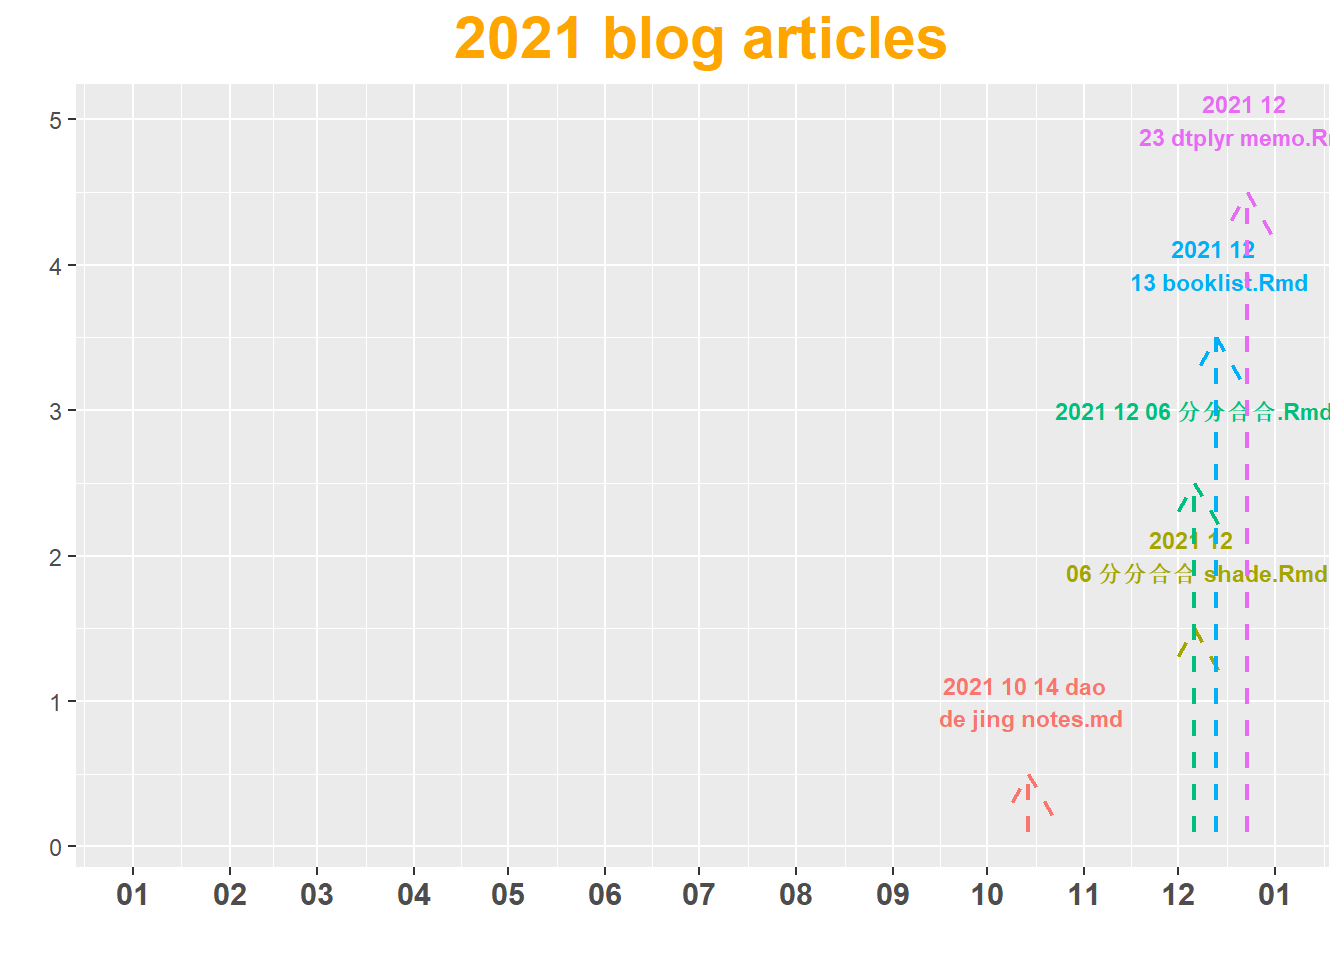 2021 blog articles
5
4
3
2
1
0
2021 12
23 dtplyr memo.R
2021 12
13 booklist.Rmd
2021 12 06 分分合合.Rmd
2021 12
06 分分合合 shade.Rmd
2021 10 14 dao
de jing notes.md
01 02 03 04 05 06 07 08 09 10 11 12 01